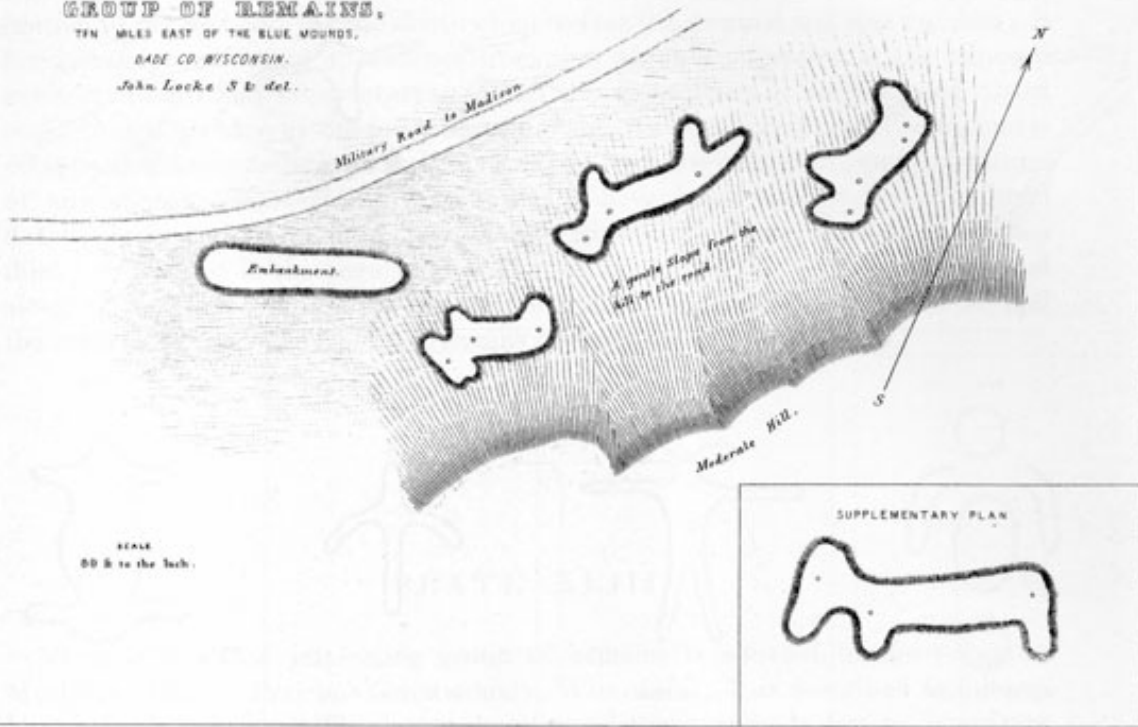 GROUP OF REMAINS,
TEN MILES EAST OF THE BLUE MOUNDS,
DADE CO. WISCONSIN.
John Locke S & del.
Military Road to Madison
N
Embankment.
A gentle Slope from the
hill to the road
S
Moderate Hill.
SCALE
80 ft to the Inch.
SUPPLEMENTARY PLAN